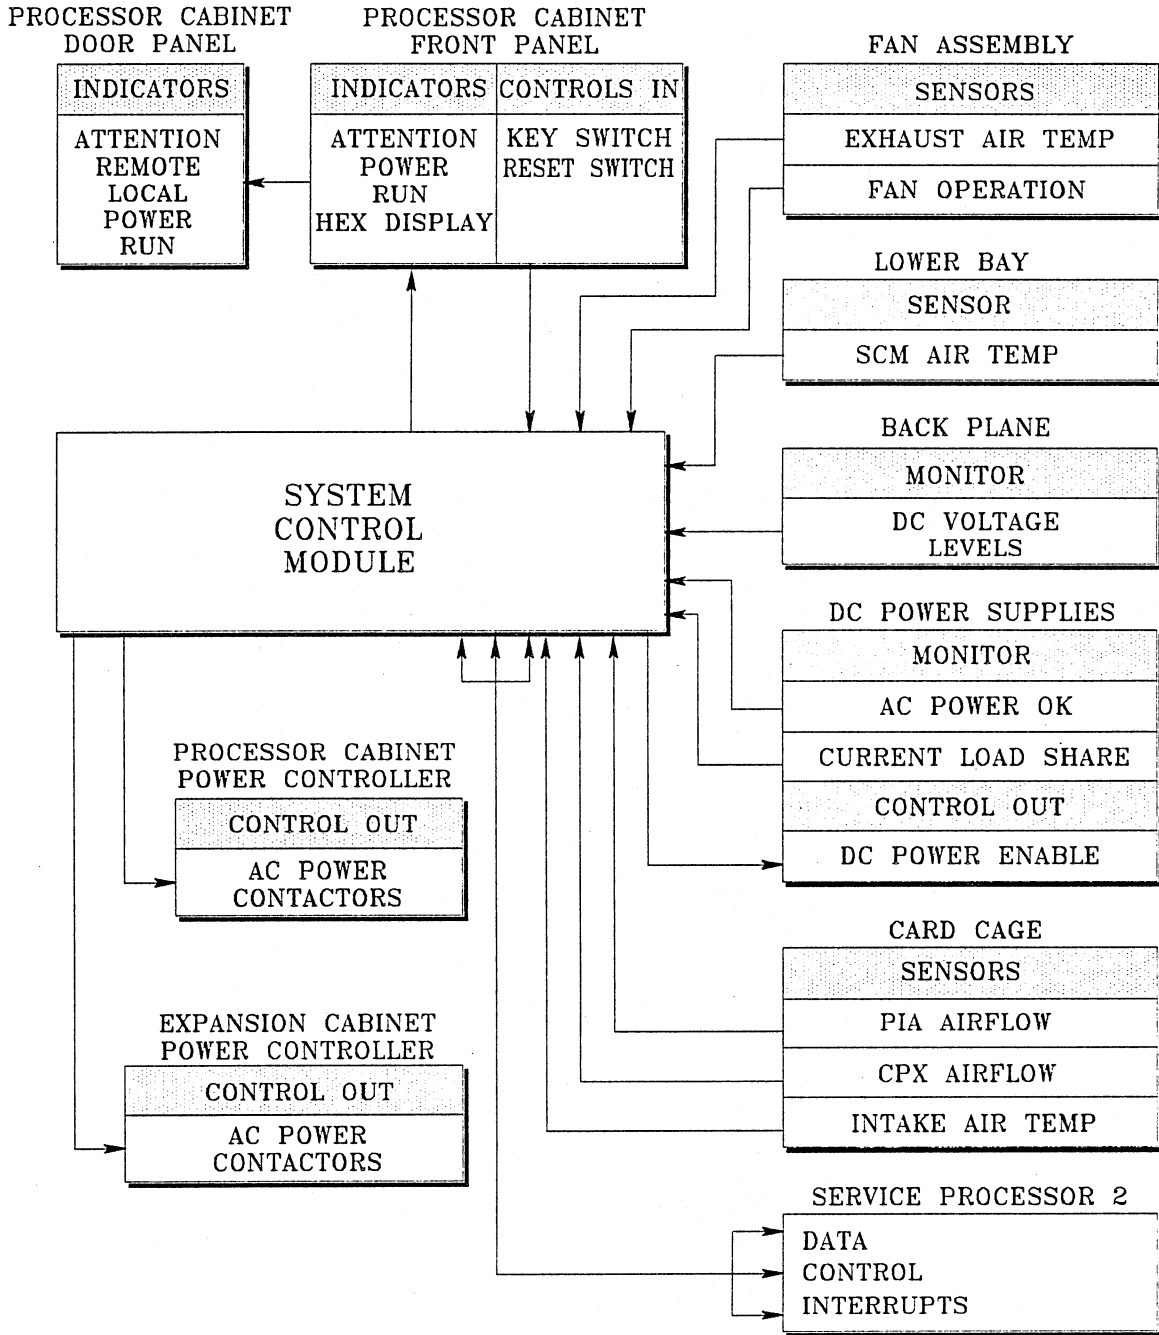 PROCESSOR CABINET
DOOR PANEL
INDICATORS
ATTENTION
REMOTE
LOCAL
POWER
RUN
PROCESSOR CABINET
FRONT PANEL
INDICATORS
ATTENTION
POWER
RUN
HEX DISPLAY
CONTROLS IN
KEY SWITCH
RESET SWITCH
FAN ASSEMBLY
SENSORS
EXHAUST AIR TEMP
FAN OPERATION
LOWER BAY
SENSOR
SCM AIR TEMP
BACK PLANE
MONITOR
DC VOLTAGE
LEVELS
SYSTEM
CONTROL
MODULE
DC POWER SUPPLIES
MONITOR
AC POWER OK
CURRENT LOAD SHARE
CONTROL OUT
DC POWER ENABLE
PROCESSOR CABINET
POWER CONTROLLER
CONTROL OUT
AC POWER
CONTACTORS
EXPANSION CABINET
POWER CONTROLLER
CONTROL OUT
AC POWER
CONTACTORS
CARD CAGE
SENSORS
PIA AIRFLOW
CPX AIRFLOW
INTAKE AIR TEMP
SERVICE PROCESSOR 2
DATA
CONTROL
INTERRUPTS